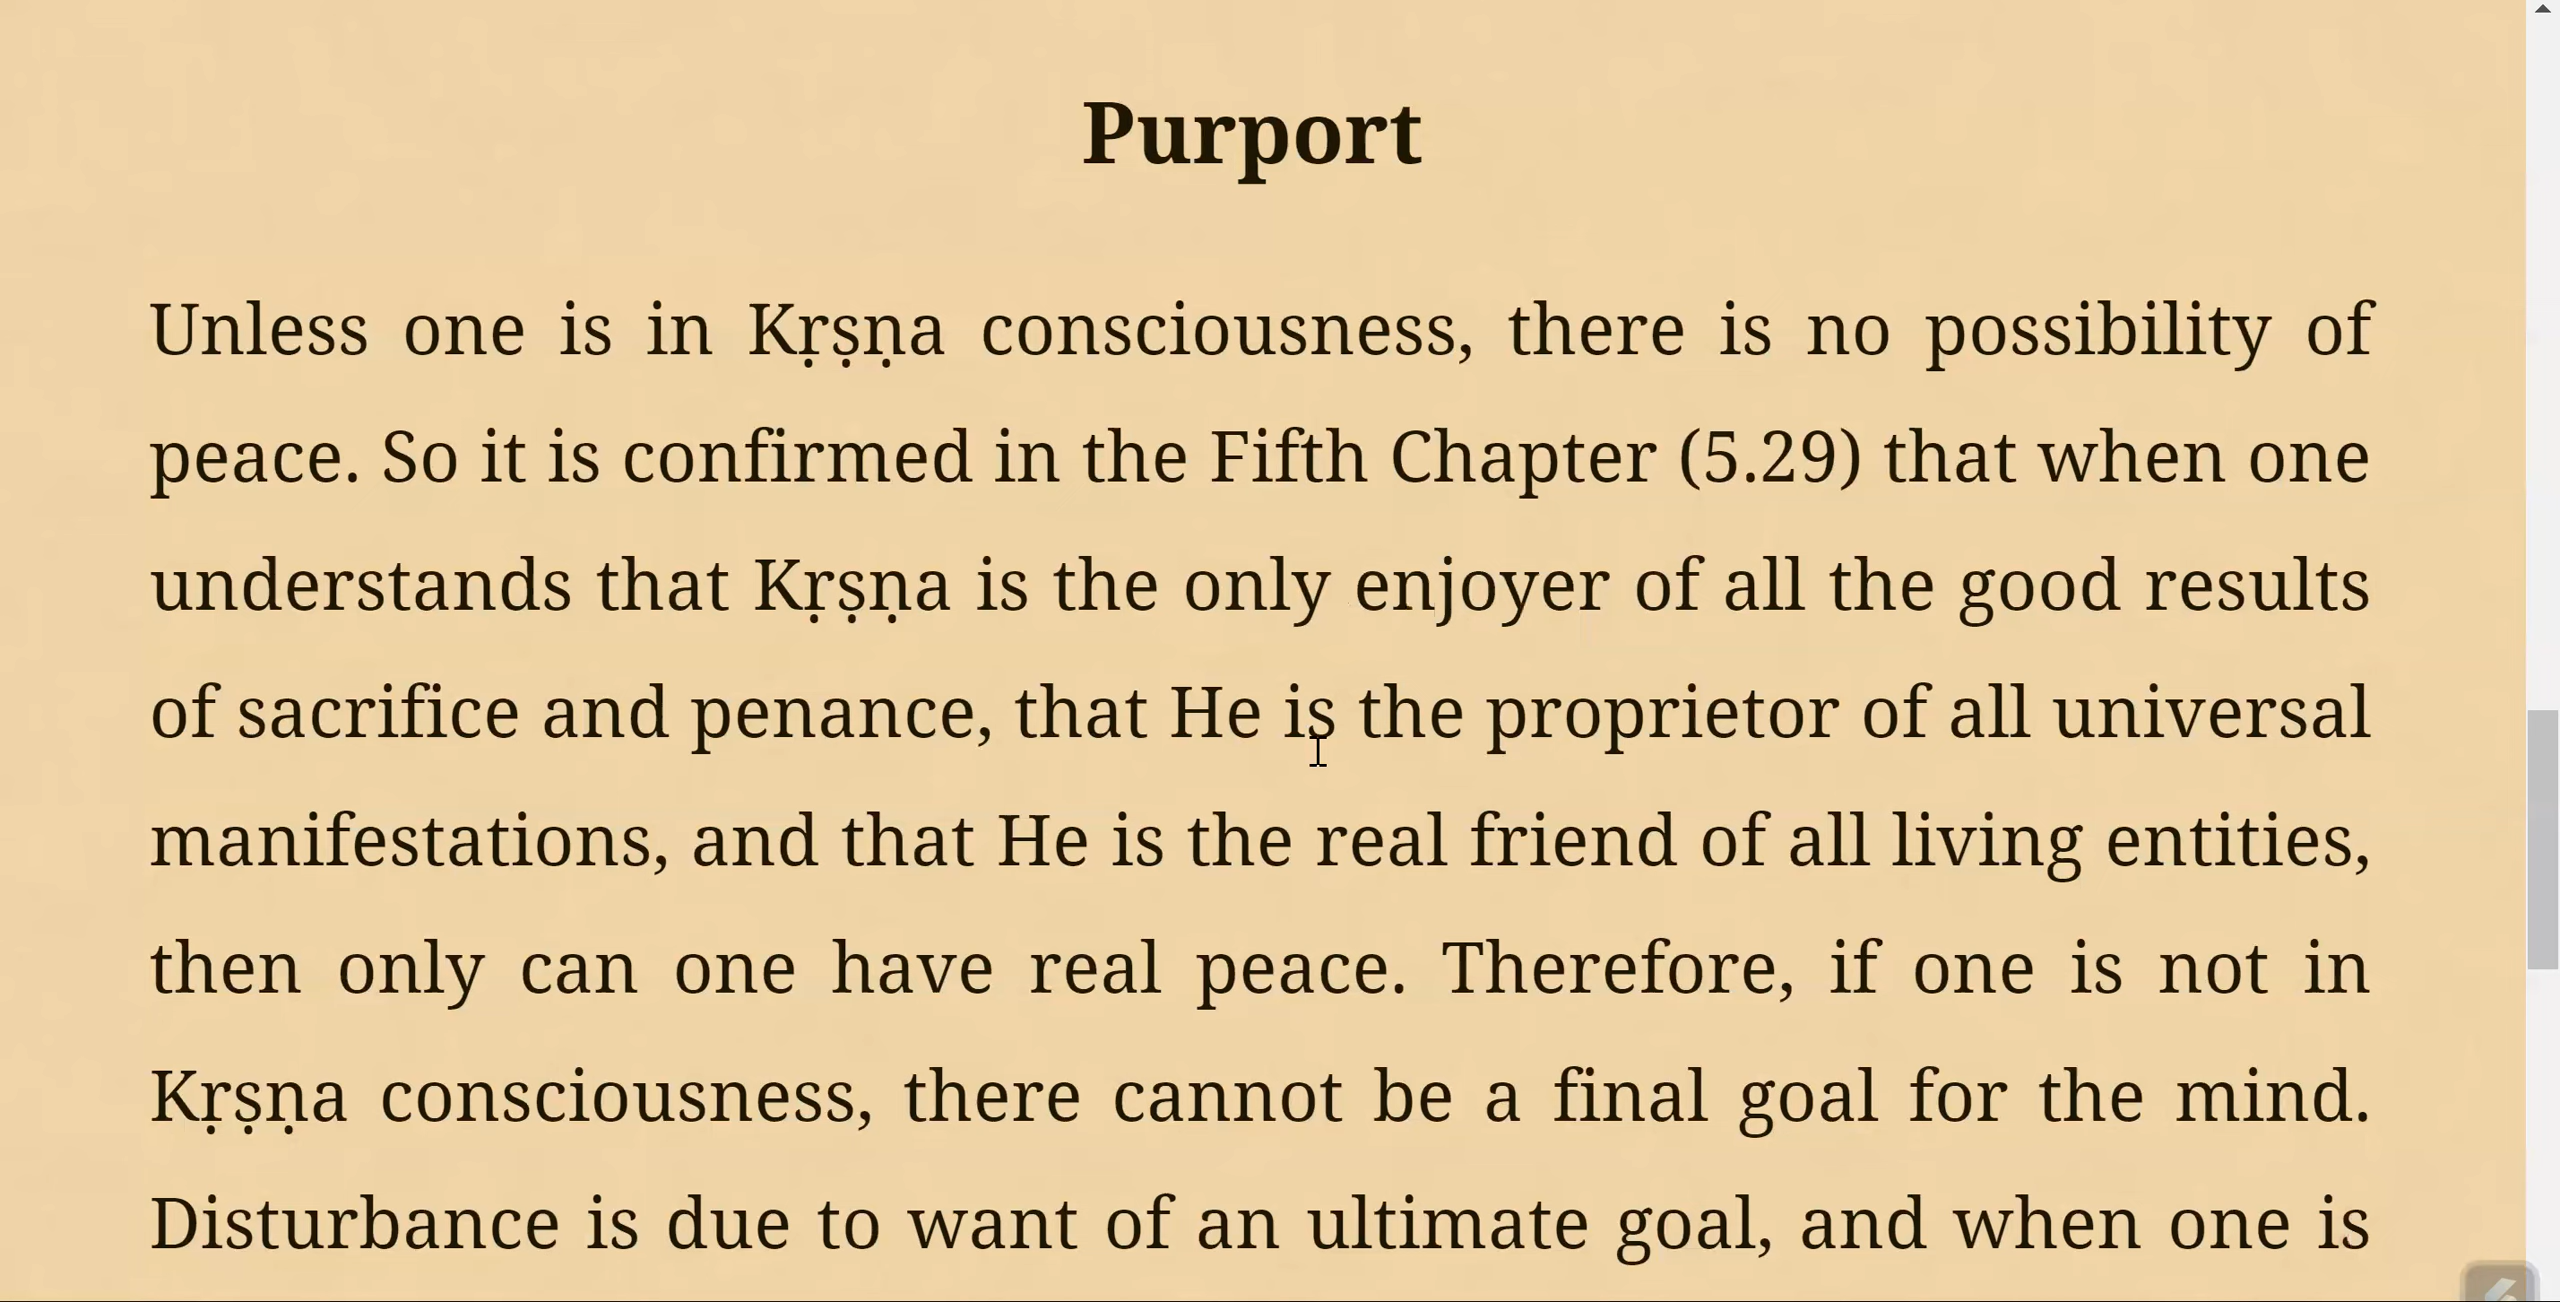 Purport
Unless one is in Kṛṣṇa consciousness, there is no possibility of
peace. So it is confirmed in the Fifth Chapter (5.29) that when one
understands that Kṛṣṇa is the only enjoyer of all the good results
of sacrifice and penance, that He is the proprietor of all universal
manifestations, and that He is the real friend of all living entities,
then only can one have real peace. Therefore, if one is not in
Kṛṣṇa consciousness, there cannot be a final goal for the mind.
Disturbance is due to want of an ultimate goal, and when one is